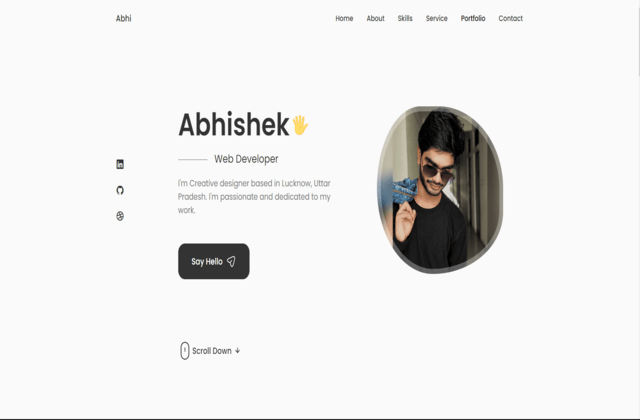 Abhi
Home About Skills Service Portfolio Contact
Abhishek
Web Developer
I'm Creative designer based in Lucknow, Uttar
Pradesh. I'm passionate and dedicated to my
work.
Say Hello
Scroll Down